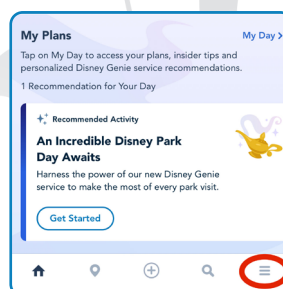 My Plans
My Day >
Tap on My Day to access your plans, insider tips and
personalized Disney Genie service recommendations.
1 Recommendation for Your Day
Recommended Activity
An Incredible Disney Park
Day Awaits
Harness the power of our new Disney Genie
service to make the most of every park visit.
Get Started